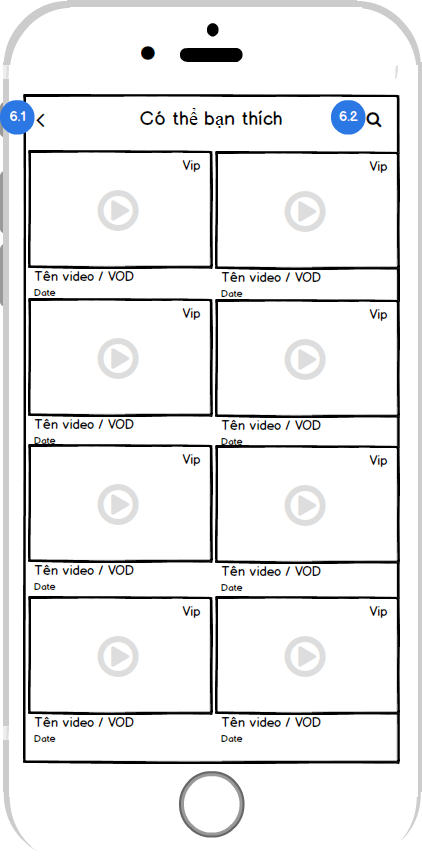 6.1
Có thể bạn thích
6.2
Vip
Vip
Tên video / VOD
Tên video / VOD
Date
Date
Vip
Vip
Tên video / VOD
Tên video / VOD
Date
Date
Vip
Vip
Tên video / VOD
Tên video / VOD
Date
Date
Vip
Vip
Tên video / VOD
Tên video / VOD
Date
Date